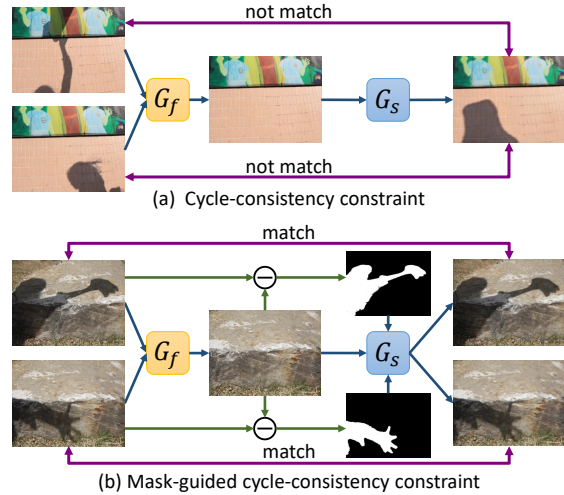 not match
G_f
G_s
not match
(a) Cycle-consistency constraint
match
−
G_f
G_s
−
match
(b) Mask-guided cycle-consistency constraint